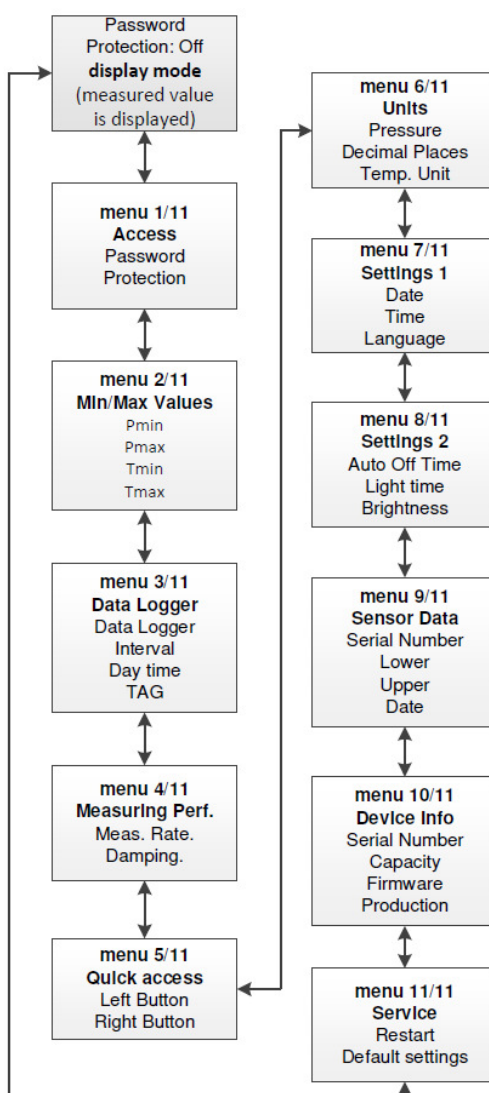 Password
Protection: Off
display mode
(measured value
is displayed)
menu 1/11
Access
Password
Protection
menu 2/11
Min/Max Values
Pmin
Pmax
Tmin
Tmax
menu 3/11
Data Logger
Data Logger
Interval
Day time
TAG
menu 4/11
Measuring Perf.
Meas. Rate.
Damping.
menu 5/11
Quick access
Left Button
Right Button
menu 6/11
Units
Pressure
Decimal Places
Temp. Unit
menu 7/11
Settings 1
Date
Time
Language
menu 8/11
Settings 2
Auto Off Time
Light time
Brightness
menu 9/11
Sensor Data
Serial Number
Lower
Upper
Date
menu 10/11
Device Info
Serial Number
Capacity
Firmware
Production
menu 11/11
Service
Restart
Default settings